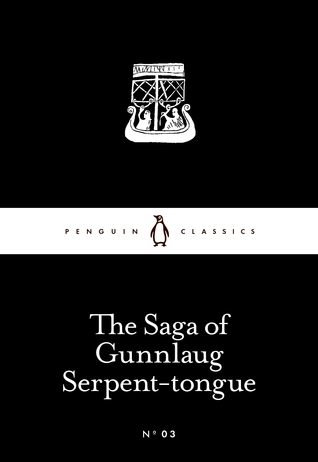 PENGUIN CLASSICS
The Saga of
Gunnlaug
Serpent-tongue
Nº 03